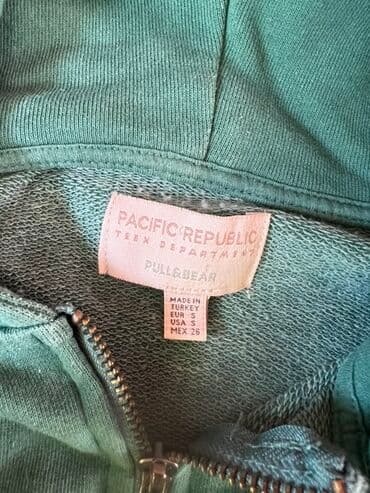 PACIFIC REPUBLIC
TEEN DEPARTMENT
PULL&BEAR
MADE IN
TURKEY
EUR S
USA S
MEX 26